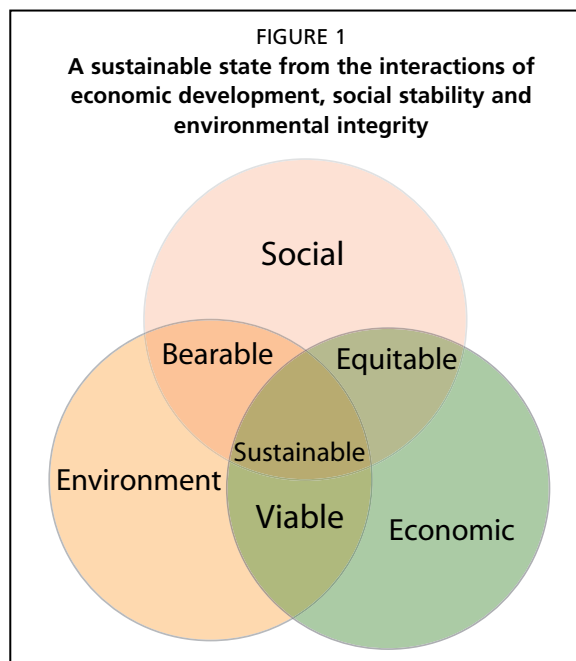 FIGURE 1
A sustainable state from the interactions of
economic development, social stability and
environmental integrity
Social
Bearable
Equitable
Sustainable
Environment
Viable
Economic